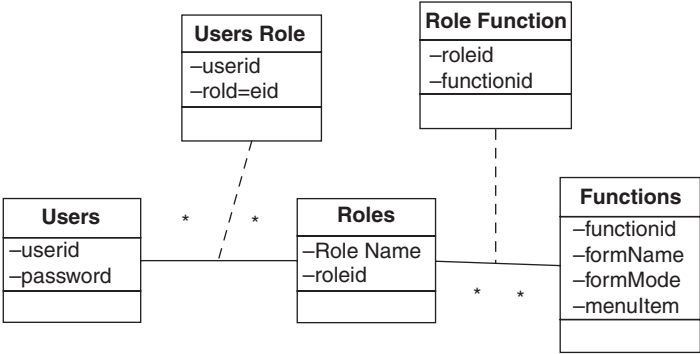 Users Role
–userid
–rold=eid
Role Function
–roleid
–functionid
Users
–userid
–password
* *
Roles
–Role Name
–roleid
* *
Functions
–functionid
–formName
–formMode
–menuItem